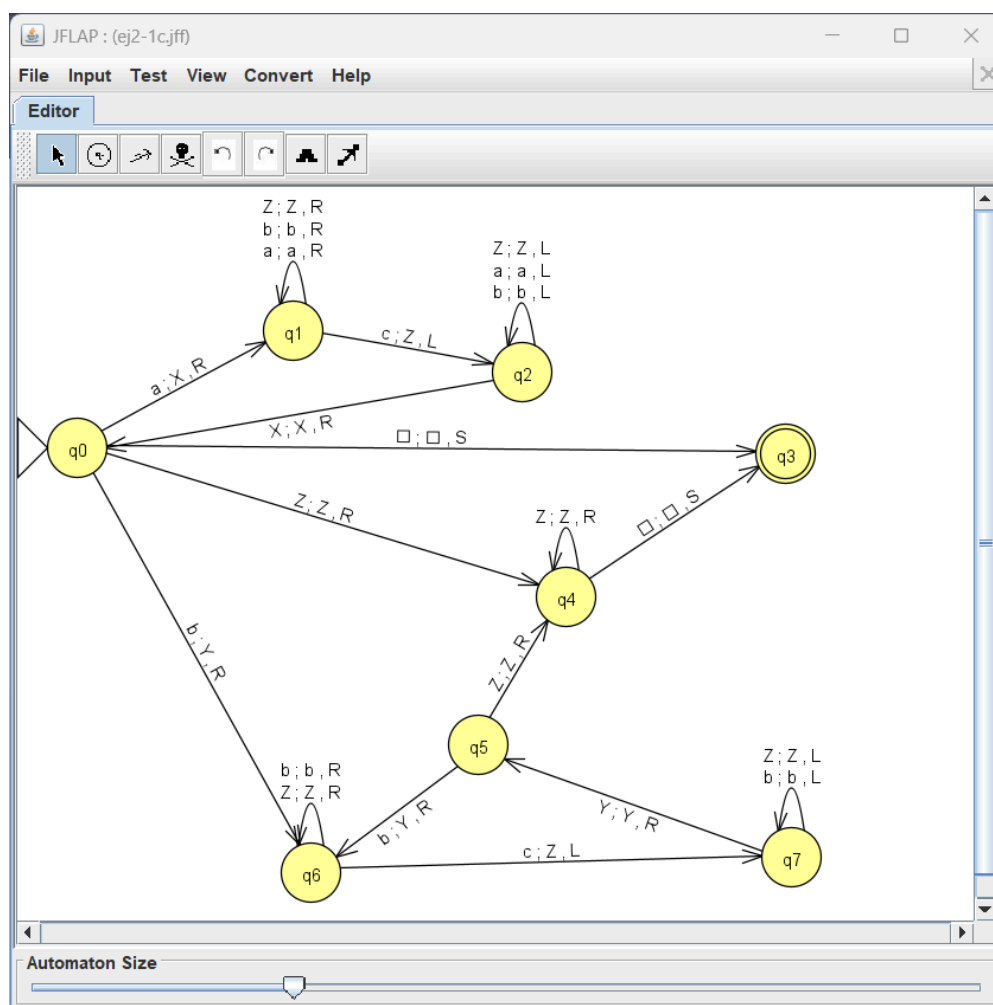 JFLAP : (ej2-1c.jff)
File Input Test View Convert Help
Editor
Z ; Z , R
b ; b , R
a ; a , R
Z ; Z , L
a ; a , L
b ; b , L
q1
c ; Z , L
q2
a ; X , R
X ; X , R
q0
□ ; □ , S
q3
Z ; Z , R
Z ; Z , R
□ ; □ , S
q4
b ; Y , R
Z ; Z , R
q5
b ; b , R
Z ; Z , R
Z ; Z , L
b ; b , L
b ; Y , R
Y ; Y , R
c ; Z , L
q6
q7
Automaton Size